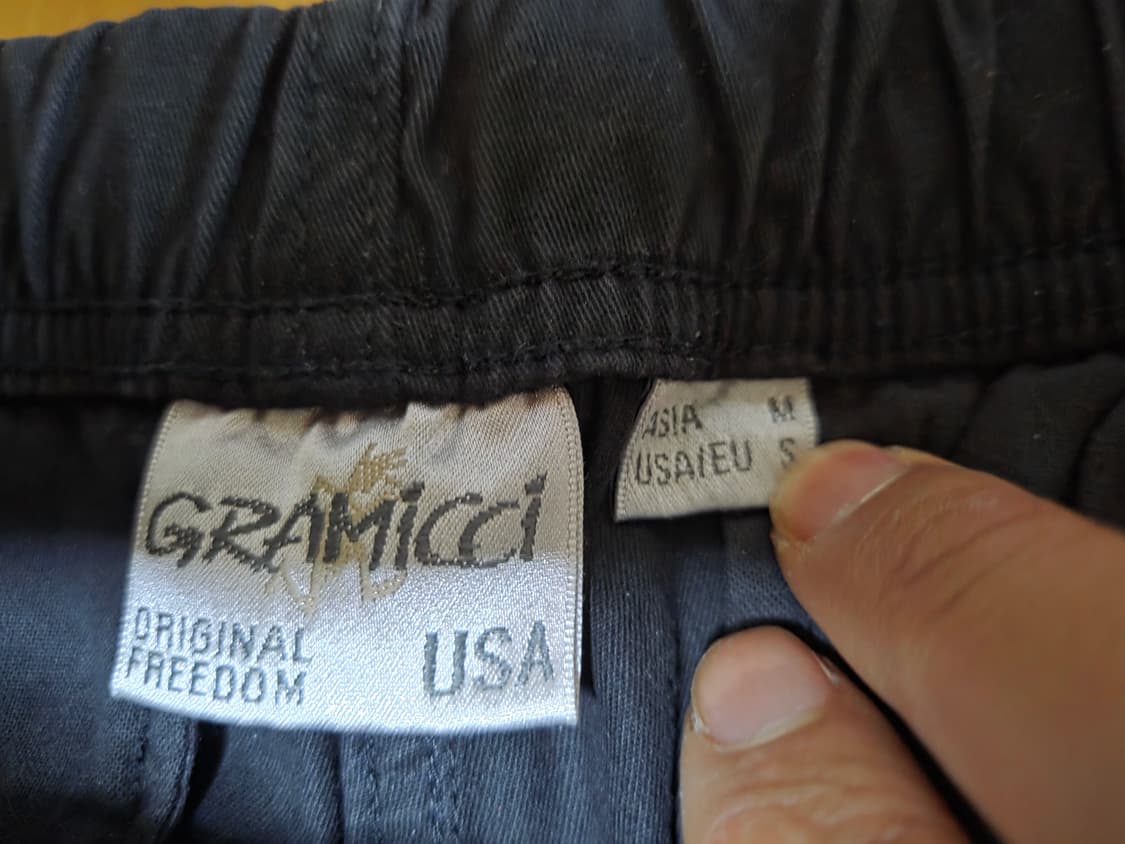 GRAMiCCi
ORIGINAL
FREEDOM
USA
ASIA M
USA/EU S